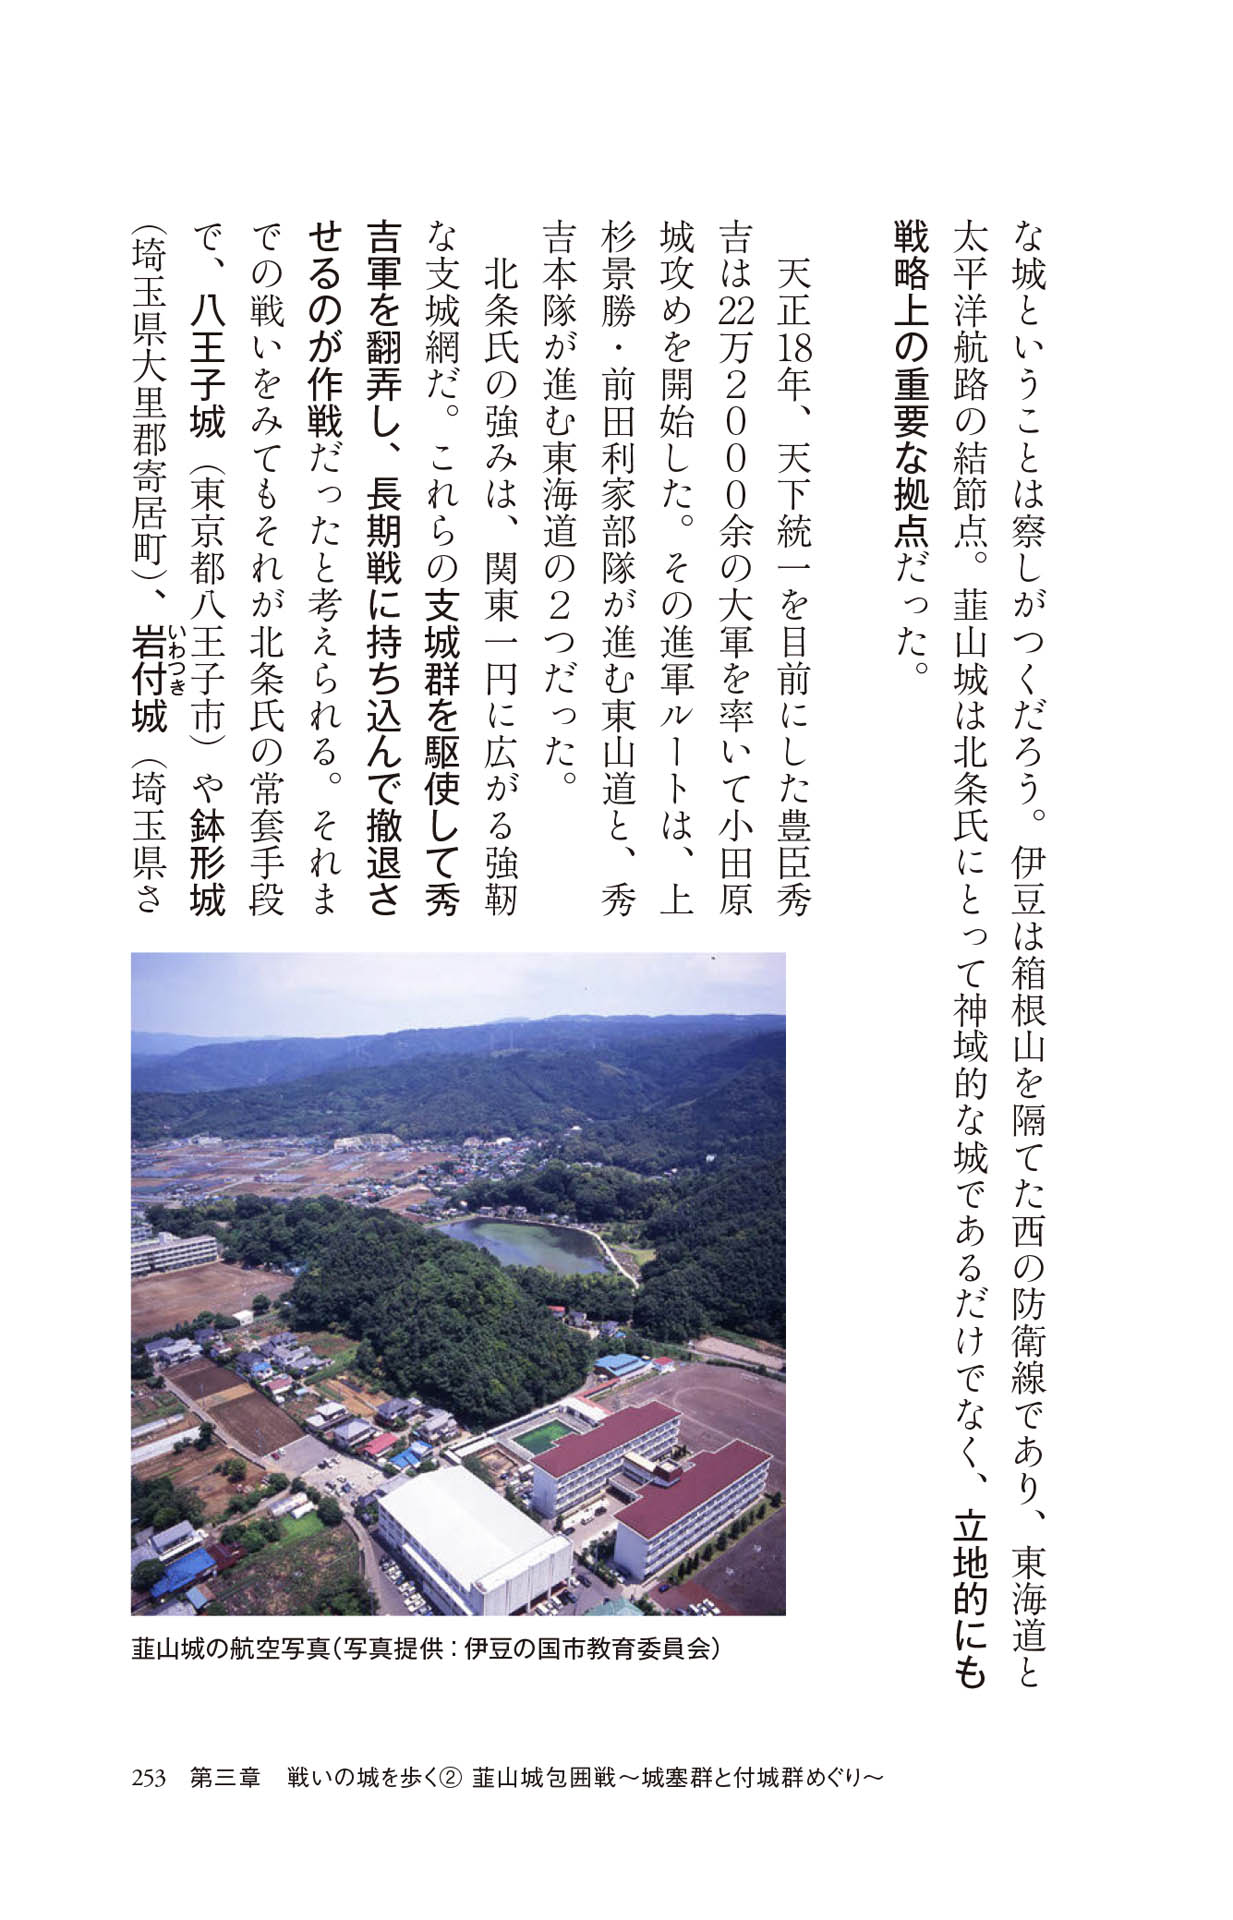 な城ということは察しがつくだろう。伊豆は箱根山を隔てた西の防衛線であり、東海道と
太平洋航路の結節点。韮山城は北条氏にとって神域的な城であるだけでなく、立地的にも
戦略上の重要な拠点だった。
天正18年、天下統一を目前にした豊臣秀
吉は22万2000余の大軍を率いて小田原
城攻めを開始した。その進軍ルートは、上
杉景勝・前田利家部隊が進む東山道と、秀
吉本隊が進む東海道の2つだった。
北条氏の強みは、関東一円に広がる強靭
な支城網だ。これらの支城群を駆使して秀
吉軍を翻弄し、長期戦に持ち込んで撤退さ
せるのが作戦だったと考えられる。それま
での戦いをみてもそれが北条氏の常套手段
で、八王子城（東京都八王子市）や鉢形城
（埼玉県大里郡寄居町）、岩付城（埼玉県さ
いわつき
韮山城の航空写真（写真提供：伊豆の国市教育委員会）
253 第三章 戦いの城を歩く② 韮山城包囲戦〜城塞群と付城群めぐり〜